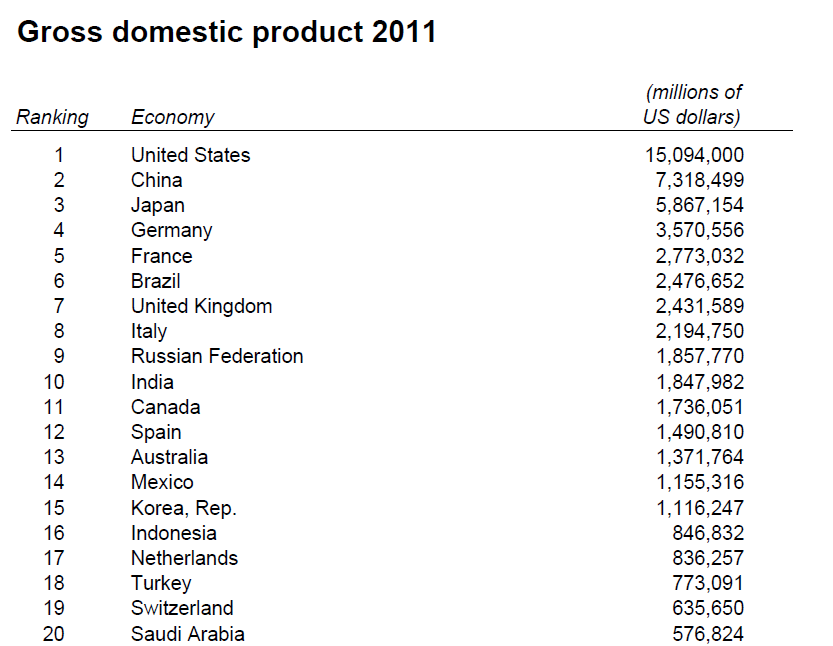 Gross domestic product 2011
(millions of
Ranking Economy US dollars)
1 United States 15,094,000
2 China 7,318,499
3 Japan 5,867,154
4 Germany 3,570,556
5 France 2,773,032
6 Brazil 2,476,652
7 United Kingdom 2,431,589
8 Italy 2,194,750
9 Russian Federation 1,857,770
10 India 1,847,982
11 Canada 1,736,051
12 Spain 1,490,810
13 Australia 1,371,764
14 Mexico 1,155,316
15 Korea, Rep. 1,116,247
16 Indonesia 846,832
17 Netherlands 836,257
18 Turkey 773,091
19 Switzerland 635,650
20 Saudi Arabia 576,824